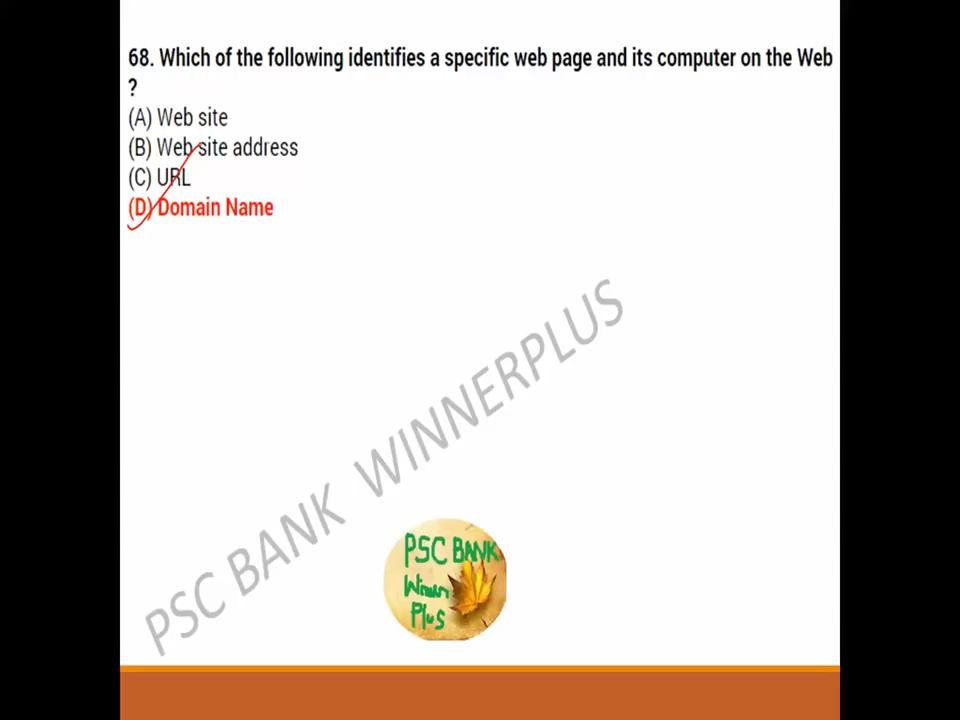 68. Which of the following identifies a specific web page and its computer on the Web
?
(A) Web site
(B) Web site address
(C) URL
(D) Domain Name
PSC BANK WINNERPLUS
PSC BANK
Winner
Plus